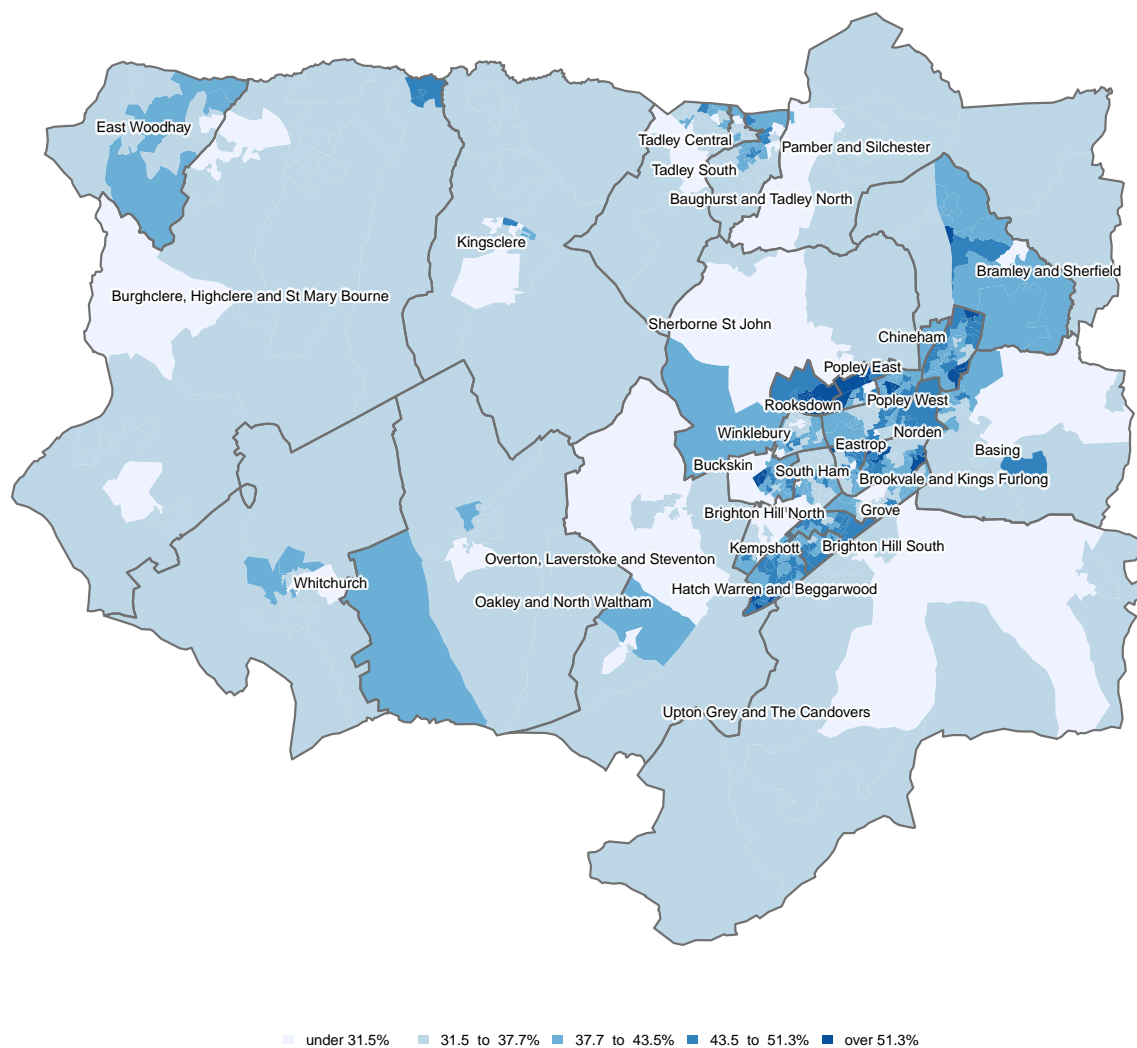 East Woodhay
Tadley Central
Pamber and Silchester
Tadley South
Baughurst and Tadley North
Kingsclere
Bramley and Sherfield
Burghclere, Highclere and St Mary Bourne
Sherborne St John
Chineham
Popley East
Popley West
Rooksdown
Winklebury
Norden
Eastrop
Basing
Buckskin
South Ham
Brookvale and Kings Furlong
Brighton Hill North
Grove
Kempshott
Brighton Hill South
Overton, Laverstoke and Steventon
Whitchurch
Hatch Warren and Beggarwood
Oakley and North Waltham
Upton Grey and The Candovers
under 31.5% 31.5 to 37.7% 37.7 to 43.5% 43.5 to 51.3% over 51.3%